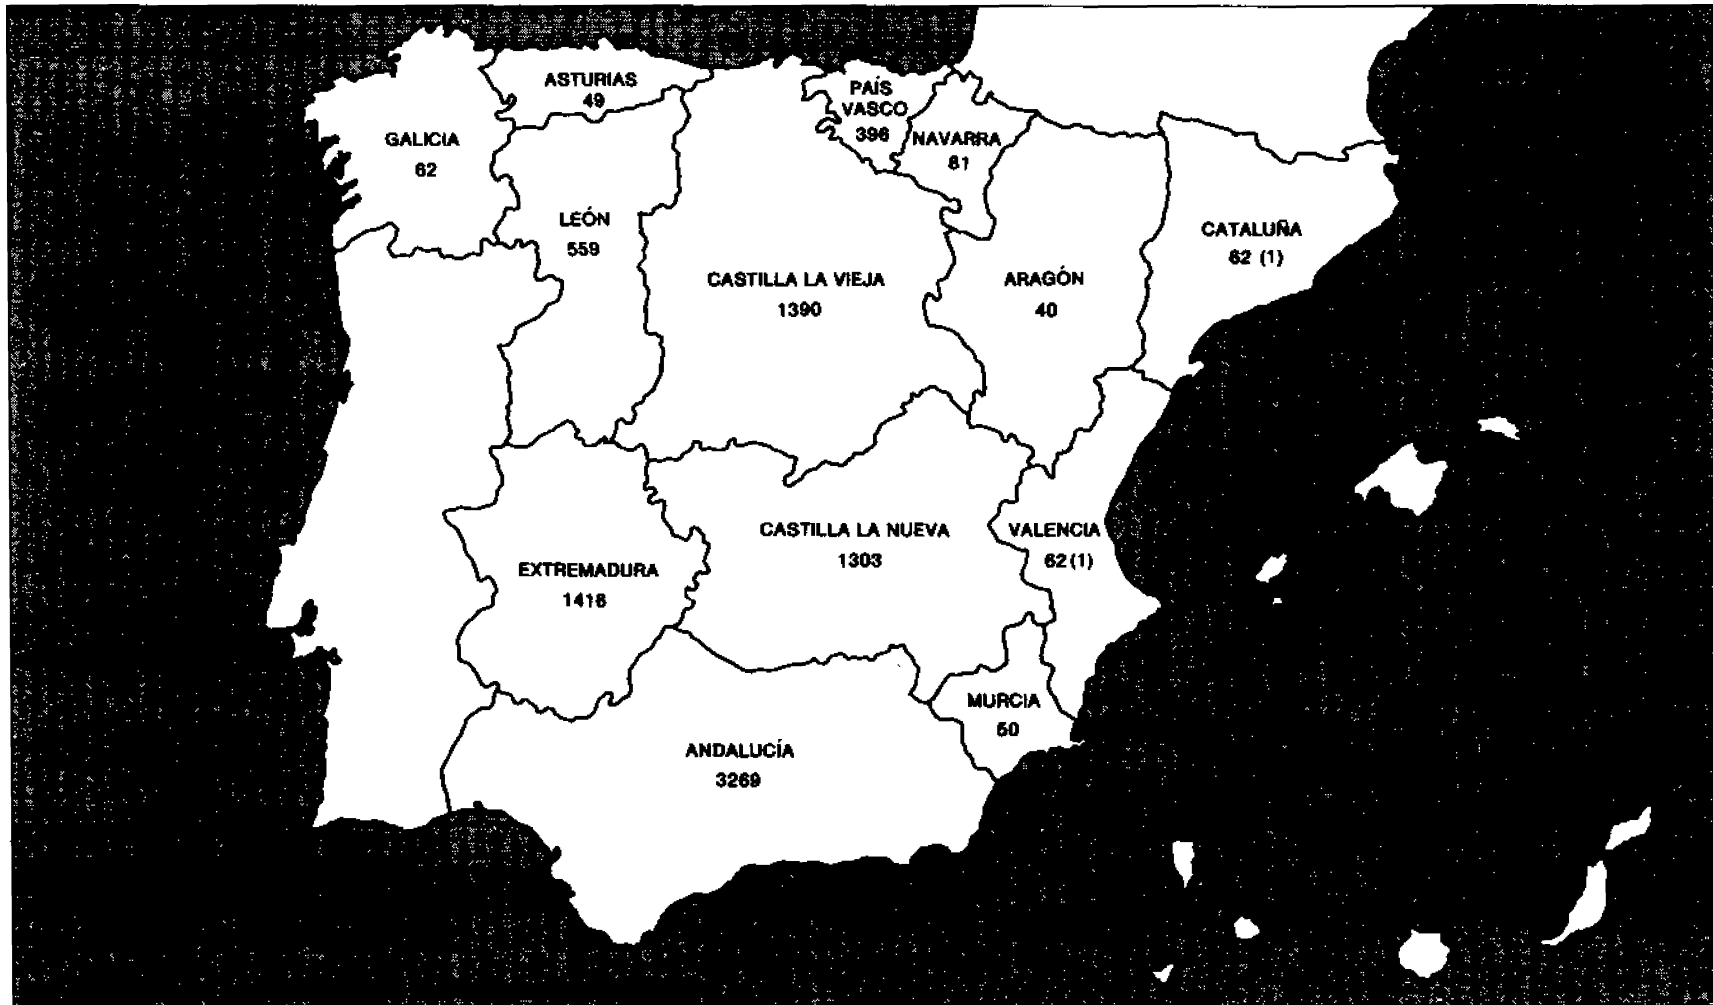 ASTURIAS
49
PAÍS
VASCO
396
GALICIA
62
NAVARRA
81
LEÓN
559
CATALUÑA
62 (1)
CASTILLA LA VIEJA
1390
ARAGÓN
40
CASTILLA LA NUEVA
1303
VALENCIA
62 (1)
EXTREMADURA
1416
MURCIA
50
ANDALUCÍA
3269